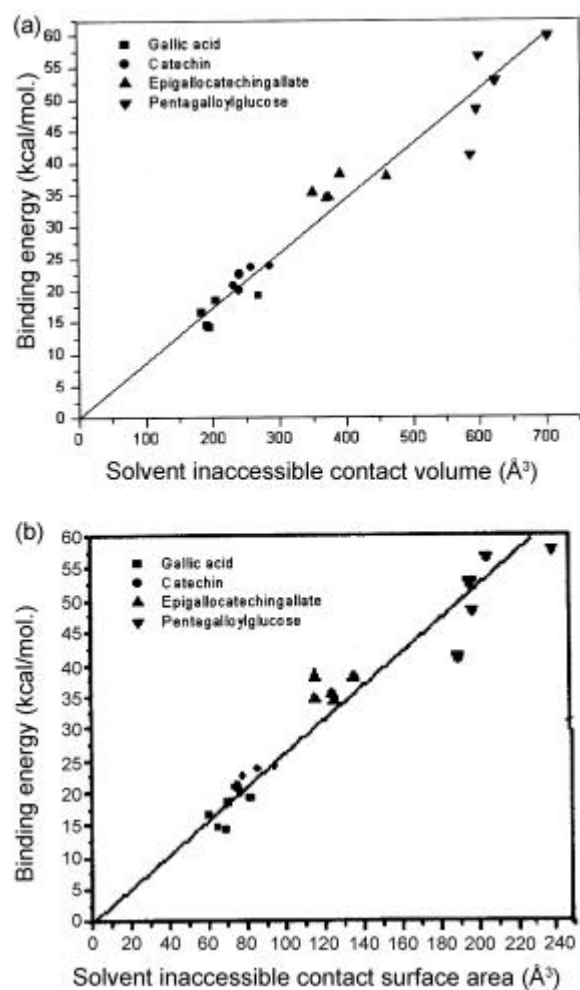 (a)
Gallic acid
Catechin
Epigallocatechingallate
Pentagalloylglucose
Binding energy (kcal/mol.)
60
55
50
45
40
35
30
25
20
15
10
5
0
0 100 200 300 400 500 600 700
Solvent inaccessible contact volume (Å³)
(b)
Gallic acid
Catechin
Epigallocatechingallate
Pentagalloylglucose
Binding energy (kcal/mol.)
60
55
50
45
40
35
30
25
20
15
10
5
0
0 20 40 60 80 100 120 140 160 180 200 220 240
Solvent inaccessible contact surface area (Å³)